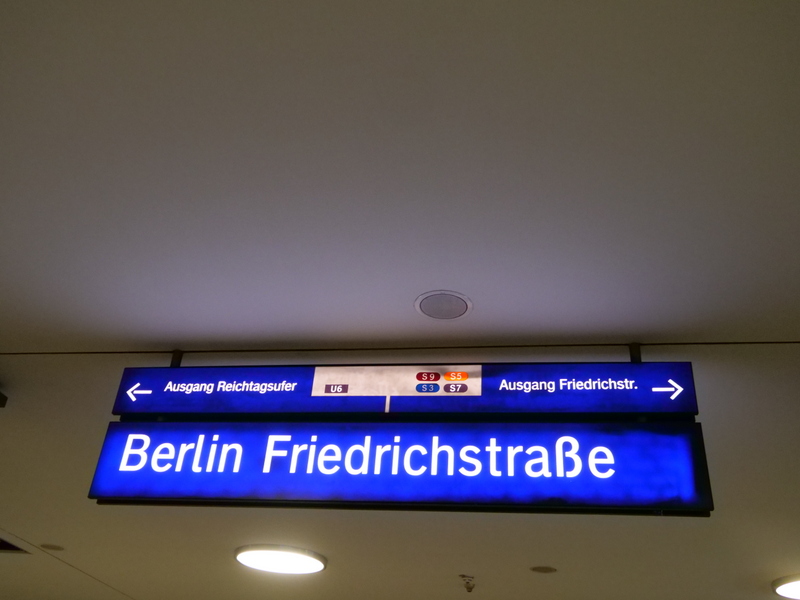 ← Ausgang Reichtagsufer
U6
S9 S5
S3 S7
Ausgang Friedrichstr. →
Berlin Friedrichstraße